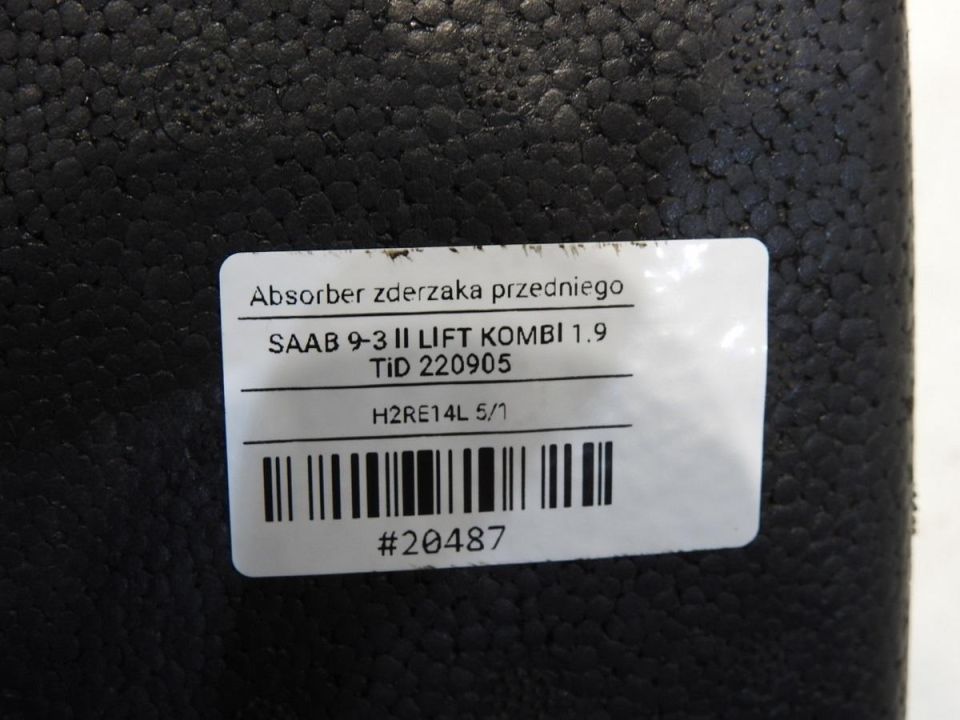 Absorber zderzaka przedniego
SAAB 9-3 II LIFT KOMBI 1.9
TiD 220905
H2RE14L 5/1
#20487